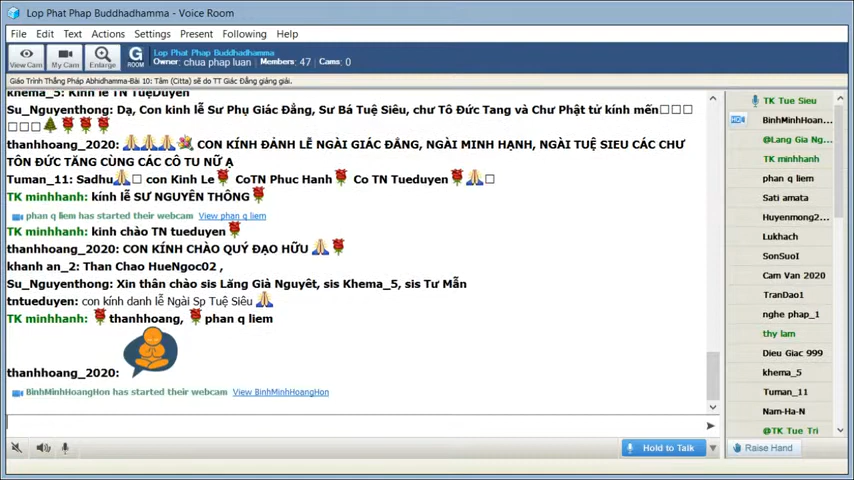 Lop Phat Phap Buddhadhamma - Voice Room
File Edit Text Actions Settings Present Following Help
View Cam My Cam Enlarge G ROOM
Lop Phat Phap Buddhadhamma
Owner: chua phap luan Members: 47 Cams: 0
Giáo Trình Thắng Pháp Abhidhamma-Bài 10: Tâm (Citta) sẽ do TT Giác Đẳng giảng giải.
khema_5: Kính lễ TN TuệDuyên
Su_Nguyenthong: Dạ, Con kinh lễ Sư Phụ Giác Đẳng, Sư Bá Tuệ Siêu, chư Tô Đức Tang và Chư Phật tử kính mến
thanhhoang_2020: CON KÍNH ĐẢNH LỄ NGÀI GIÁC ĐẲNG, NGÀI MINH HẠNH, NGÀI TUỆ SIEU CÁC CHƯ
TÔN ĐỨC TĂNG CÙNG CÁC CÔ TU NỮ Ạ
Tuman_11: Sadhu con Kinh Le CoTN Phuc Hanh Co TN Tueduyen
TK minhhanh: kính lễ SƯ NGUYÊN THÔNG
phan q liem has started their webcam View phan q liem
TK minhhanh: kinh chào TN tueduyen
thanhhoang_2020: CON KÍNH CHÀO QUÝ ĐẠO HỮU
khanh an_2: Than Chao HueNgoc02 ,
Su_Nguyenthong: Xin thân chào sis Lăng Già Nguyêt, sis Khema_5, sis Tư Mẫn
tntueduyen: con kính danh lễ Ngài Sp Tuệ Siêu
TK minhhanh: thanhhoang, phan q liem
thanhhoang_2020:
BinhMinhHoangHon has started their webcam View BinhMinhHoangHon
Hold to Talk
Raise Hand
TK Tue Sieu
HD BinhMinhHoan...
@Lang Gia Ng...
TK minhhanh
phan q liem
Sati amata
Huyenmong2...
Lukhach
SonSuoI
Cam Van 2020
TranDao1
nghe phap_1
thy lam
Dieu Giac 999
khema_5
Tuman_11
Nam-Ha-N
@TK Tue Tri